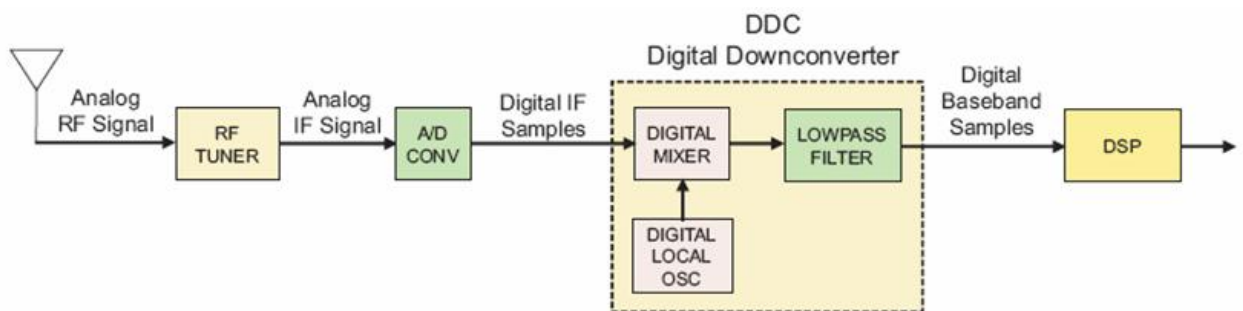 DDC
Digital Downconverter
Analog
RF Signal
RF
TUNER
Analog
IF Signal
A/D
CONV
Digital IF
Samples
DIGITAL
MIXER
DIGITAL
LOCAL
OSC
LOWPASS
FILTER
Digital
Baseband
Samples
DSP